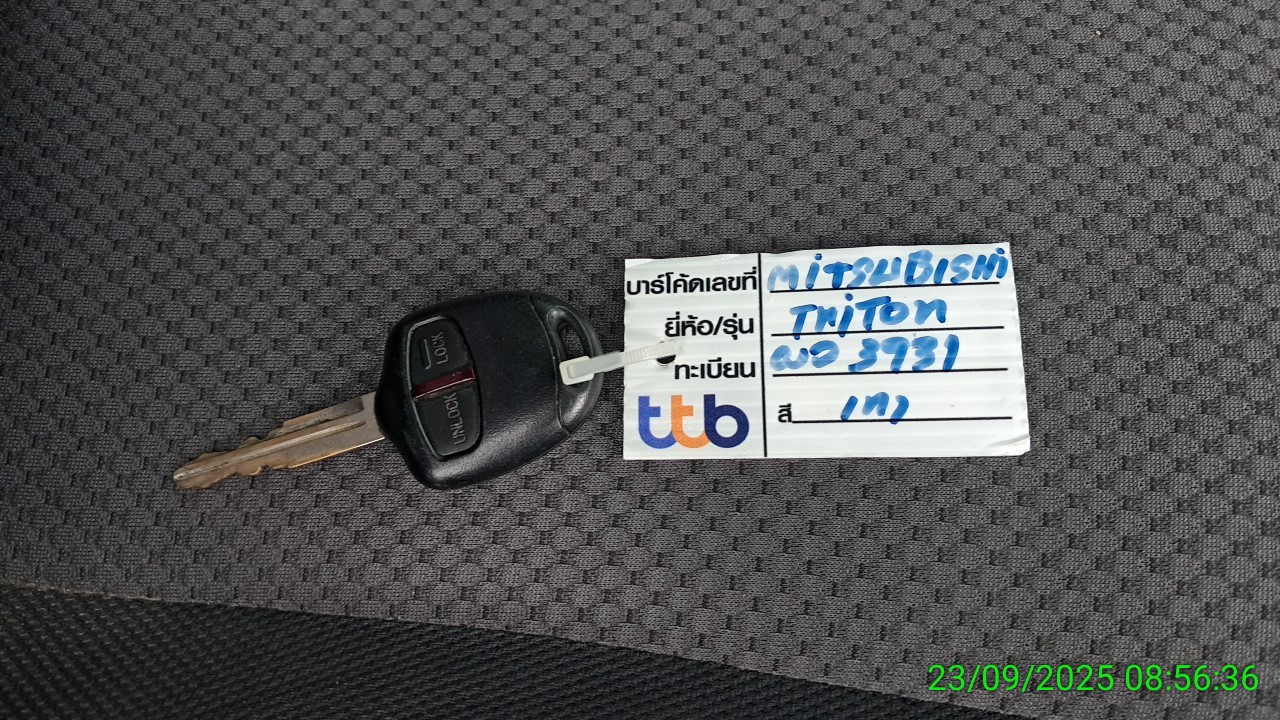 LOCK
UNLOCK
บาร์โค้ดเลขที่ MITSUBISHI
ยี่ห้อ/รุ่น TRITON
ทะเบียน ผอ 3931
ttb สี เทา
23/09/2025 08:56:36